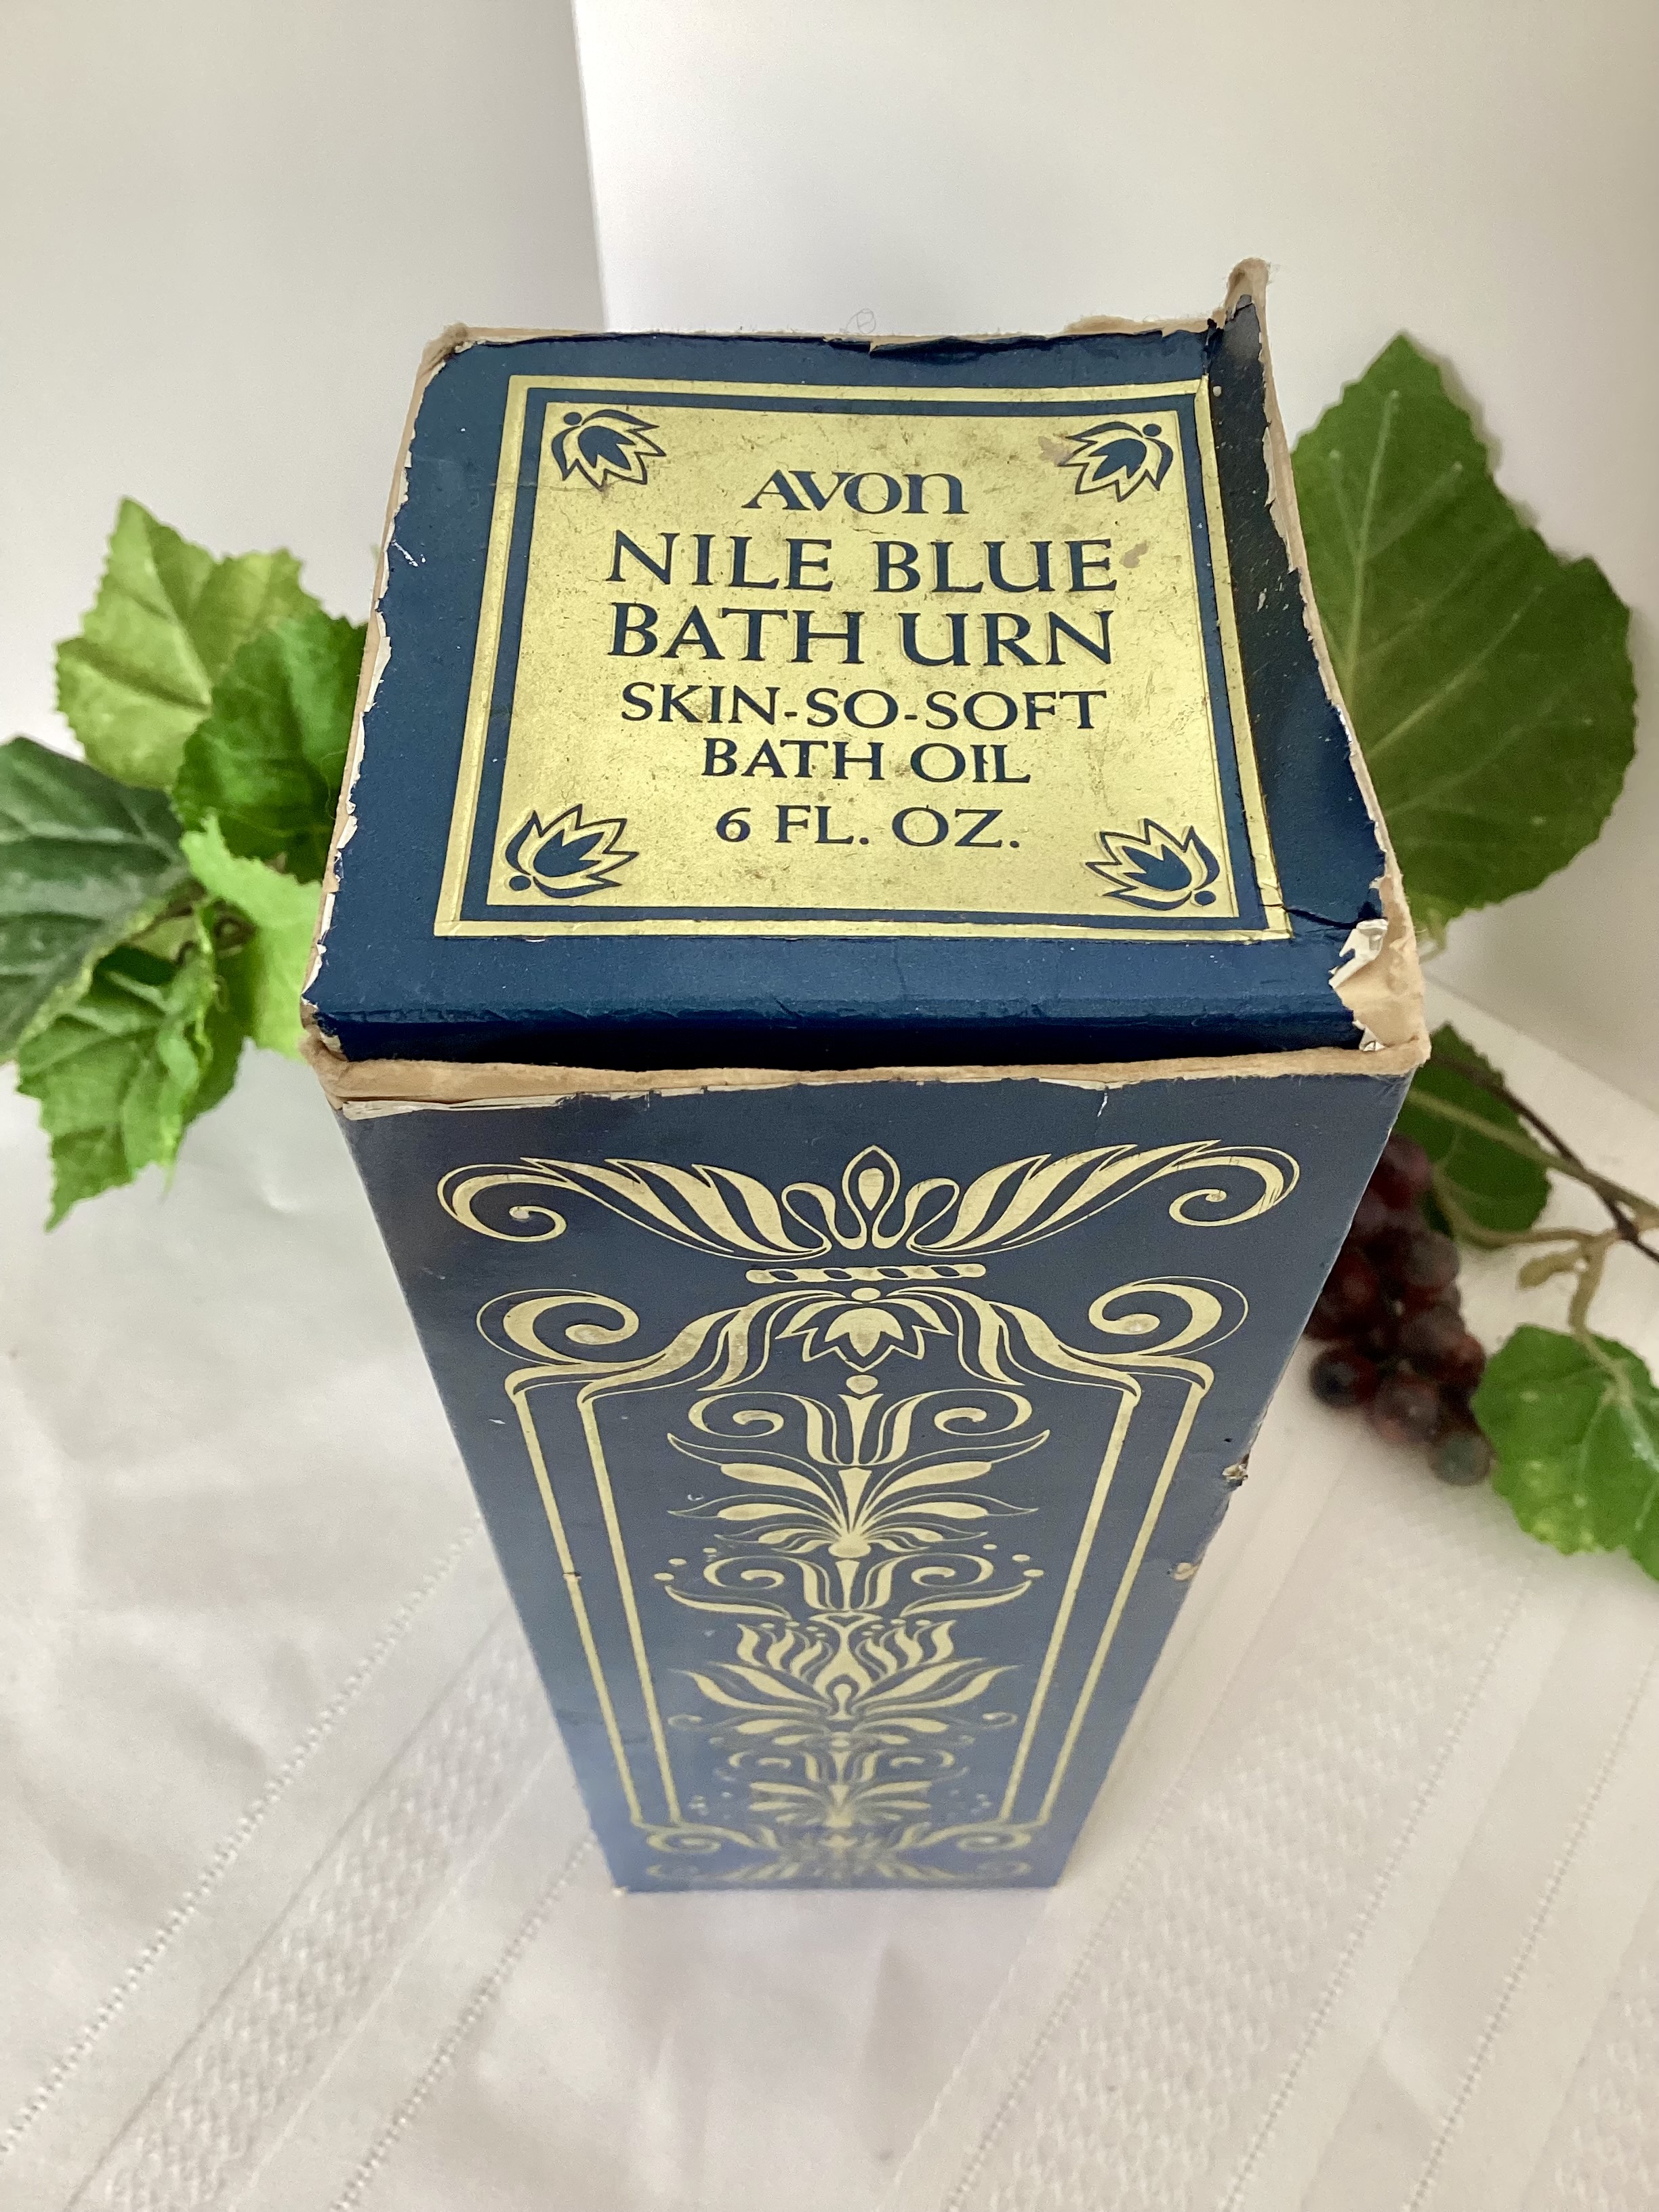 AVON
NILE BLUE
BATH URN
SKIN-SO-SOFT
BATH OIL
6 FL. OZ.